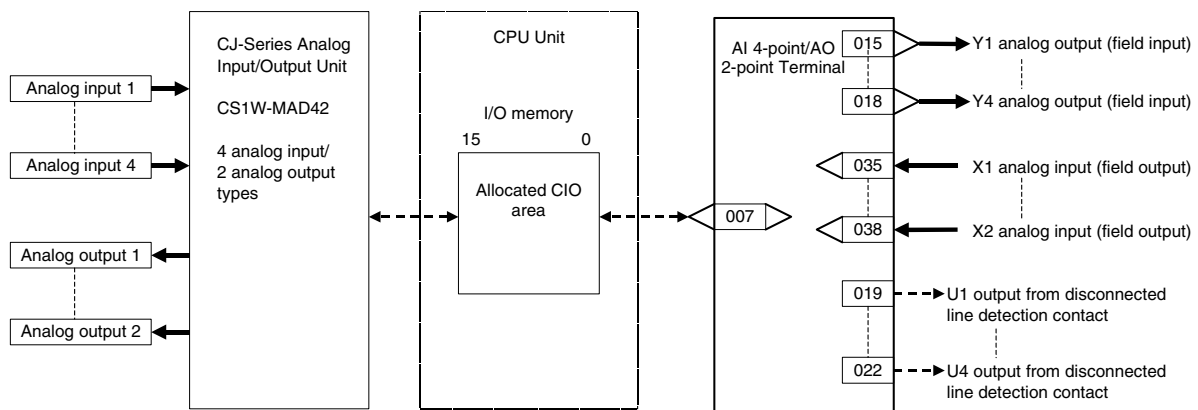 Analog input 1
Analog input 4
Analog output 1
Analog output 2
CJ-Series Analog
Input/Output Unit
CS1W-MAD42
4 analog input/
2 analog output
types
CPU Unit
I/O memory
15 0
Allocated CIO
area
AI 4-point/AO
2-point Terminal
007
015
018
035
038
019
022
Y1 analog output (field input)
Y4 analog output (field input)
X1 analog input (field output)
X2 analog input (field output)
U1 output from disconnected
line detection contact
U4 output from disconnected
line detection contact